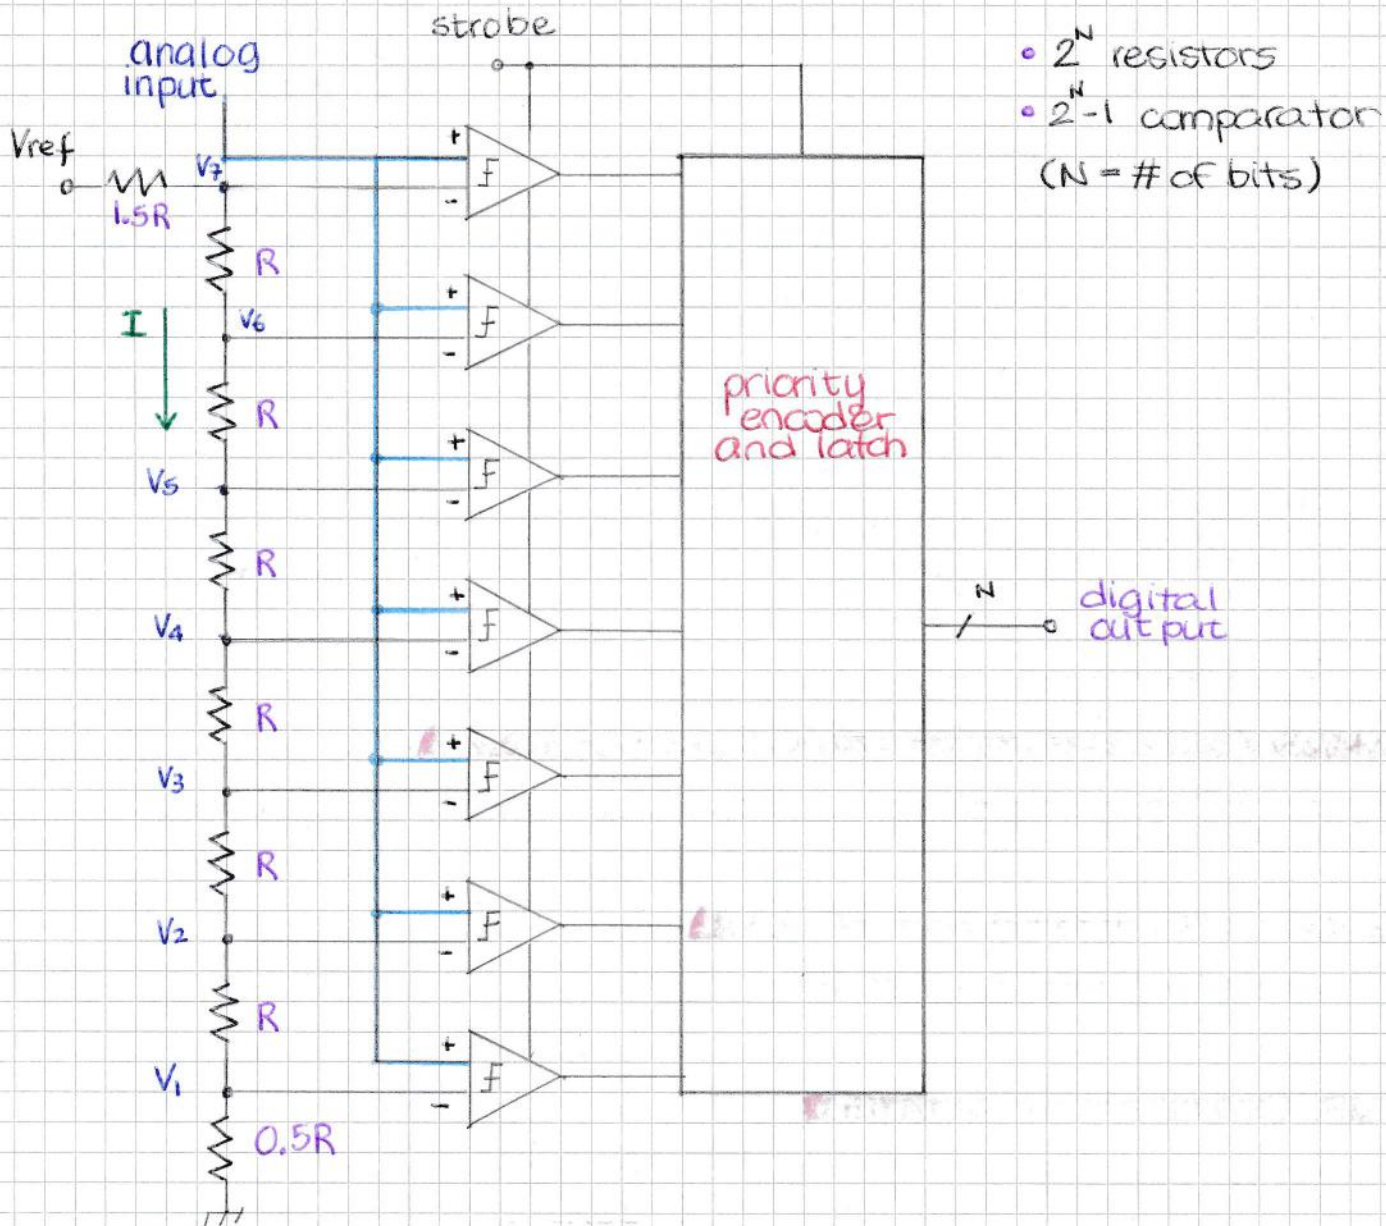 strobe
analog
input
• 2^N resistors
• 2^N-1 comparator
(N = # of bits)
Vref
1.5R
V7
+
-
R
I
V6
+
-
R
V5
+
-
R
V4
+
-
R
V3
+
-
R
V2
+
-
R
V1
+
-
0.5R
priority
encoder
and latch
N
digital
output